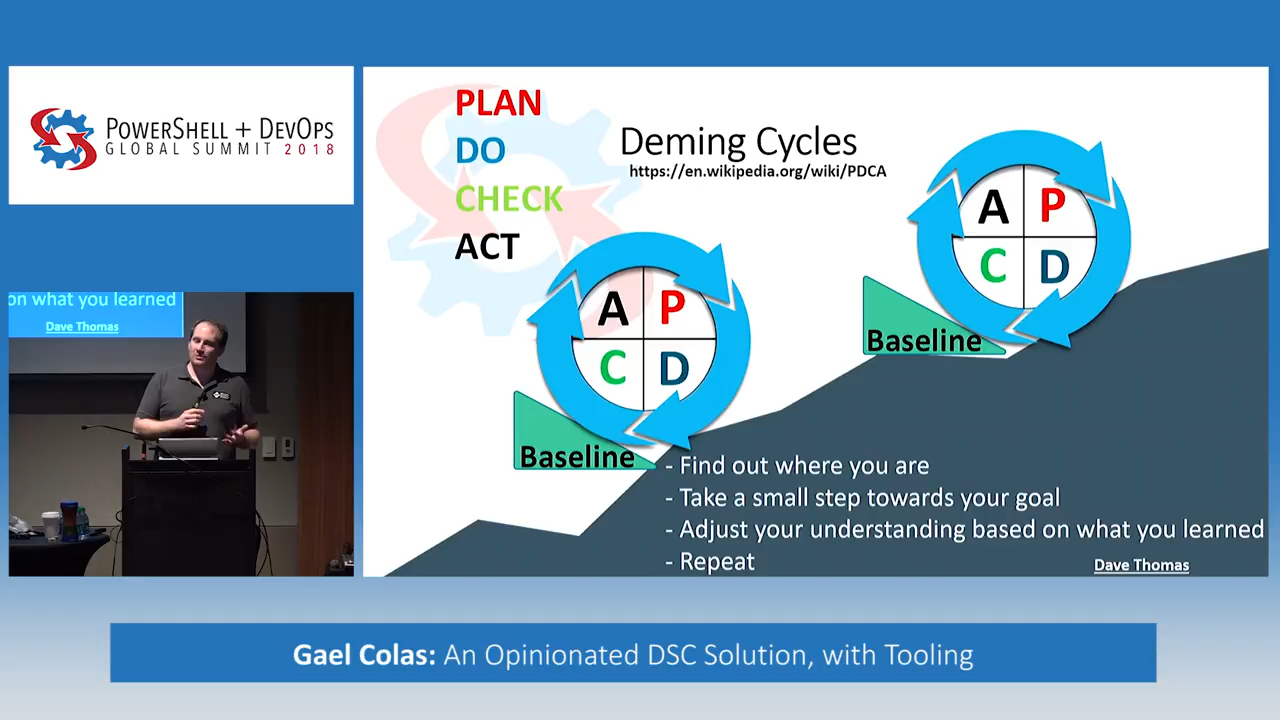 POWERSHELL + DEVOPS
GLOBAL SUMMIT 2018
on what you learned
Dave Thomas
PLAN
DO
CHECK
ACT
Deming Cycles
https://en.wikipedia.org/wiki/PDCA
A P
C D
Baseline
A P
C D
Baseline
- Find out where you are
- Take a small step towards your goal
- Adjust your understanding based on what you learned
- Repeat
Dave Thomas
Gael Colas: An Opinionated DSC Solution, with Tooling